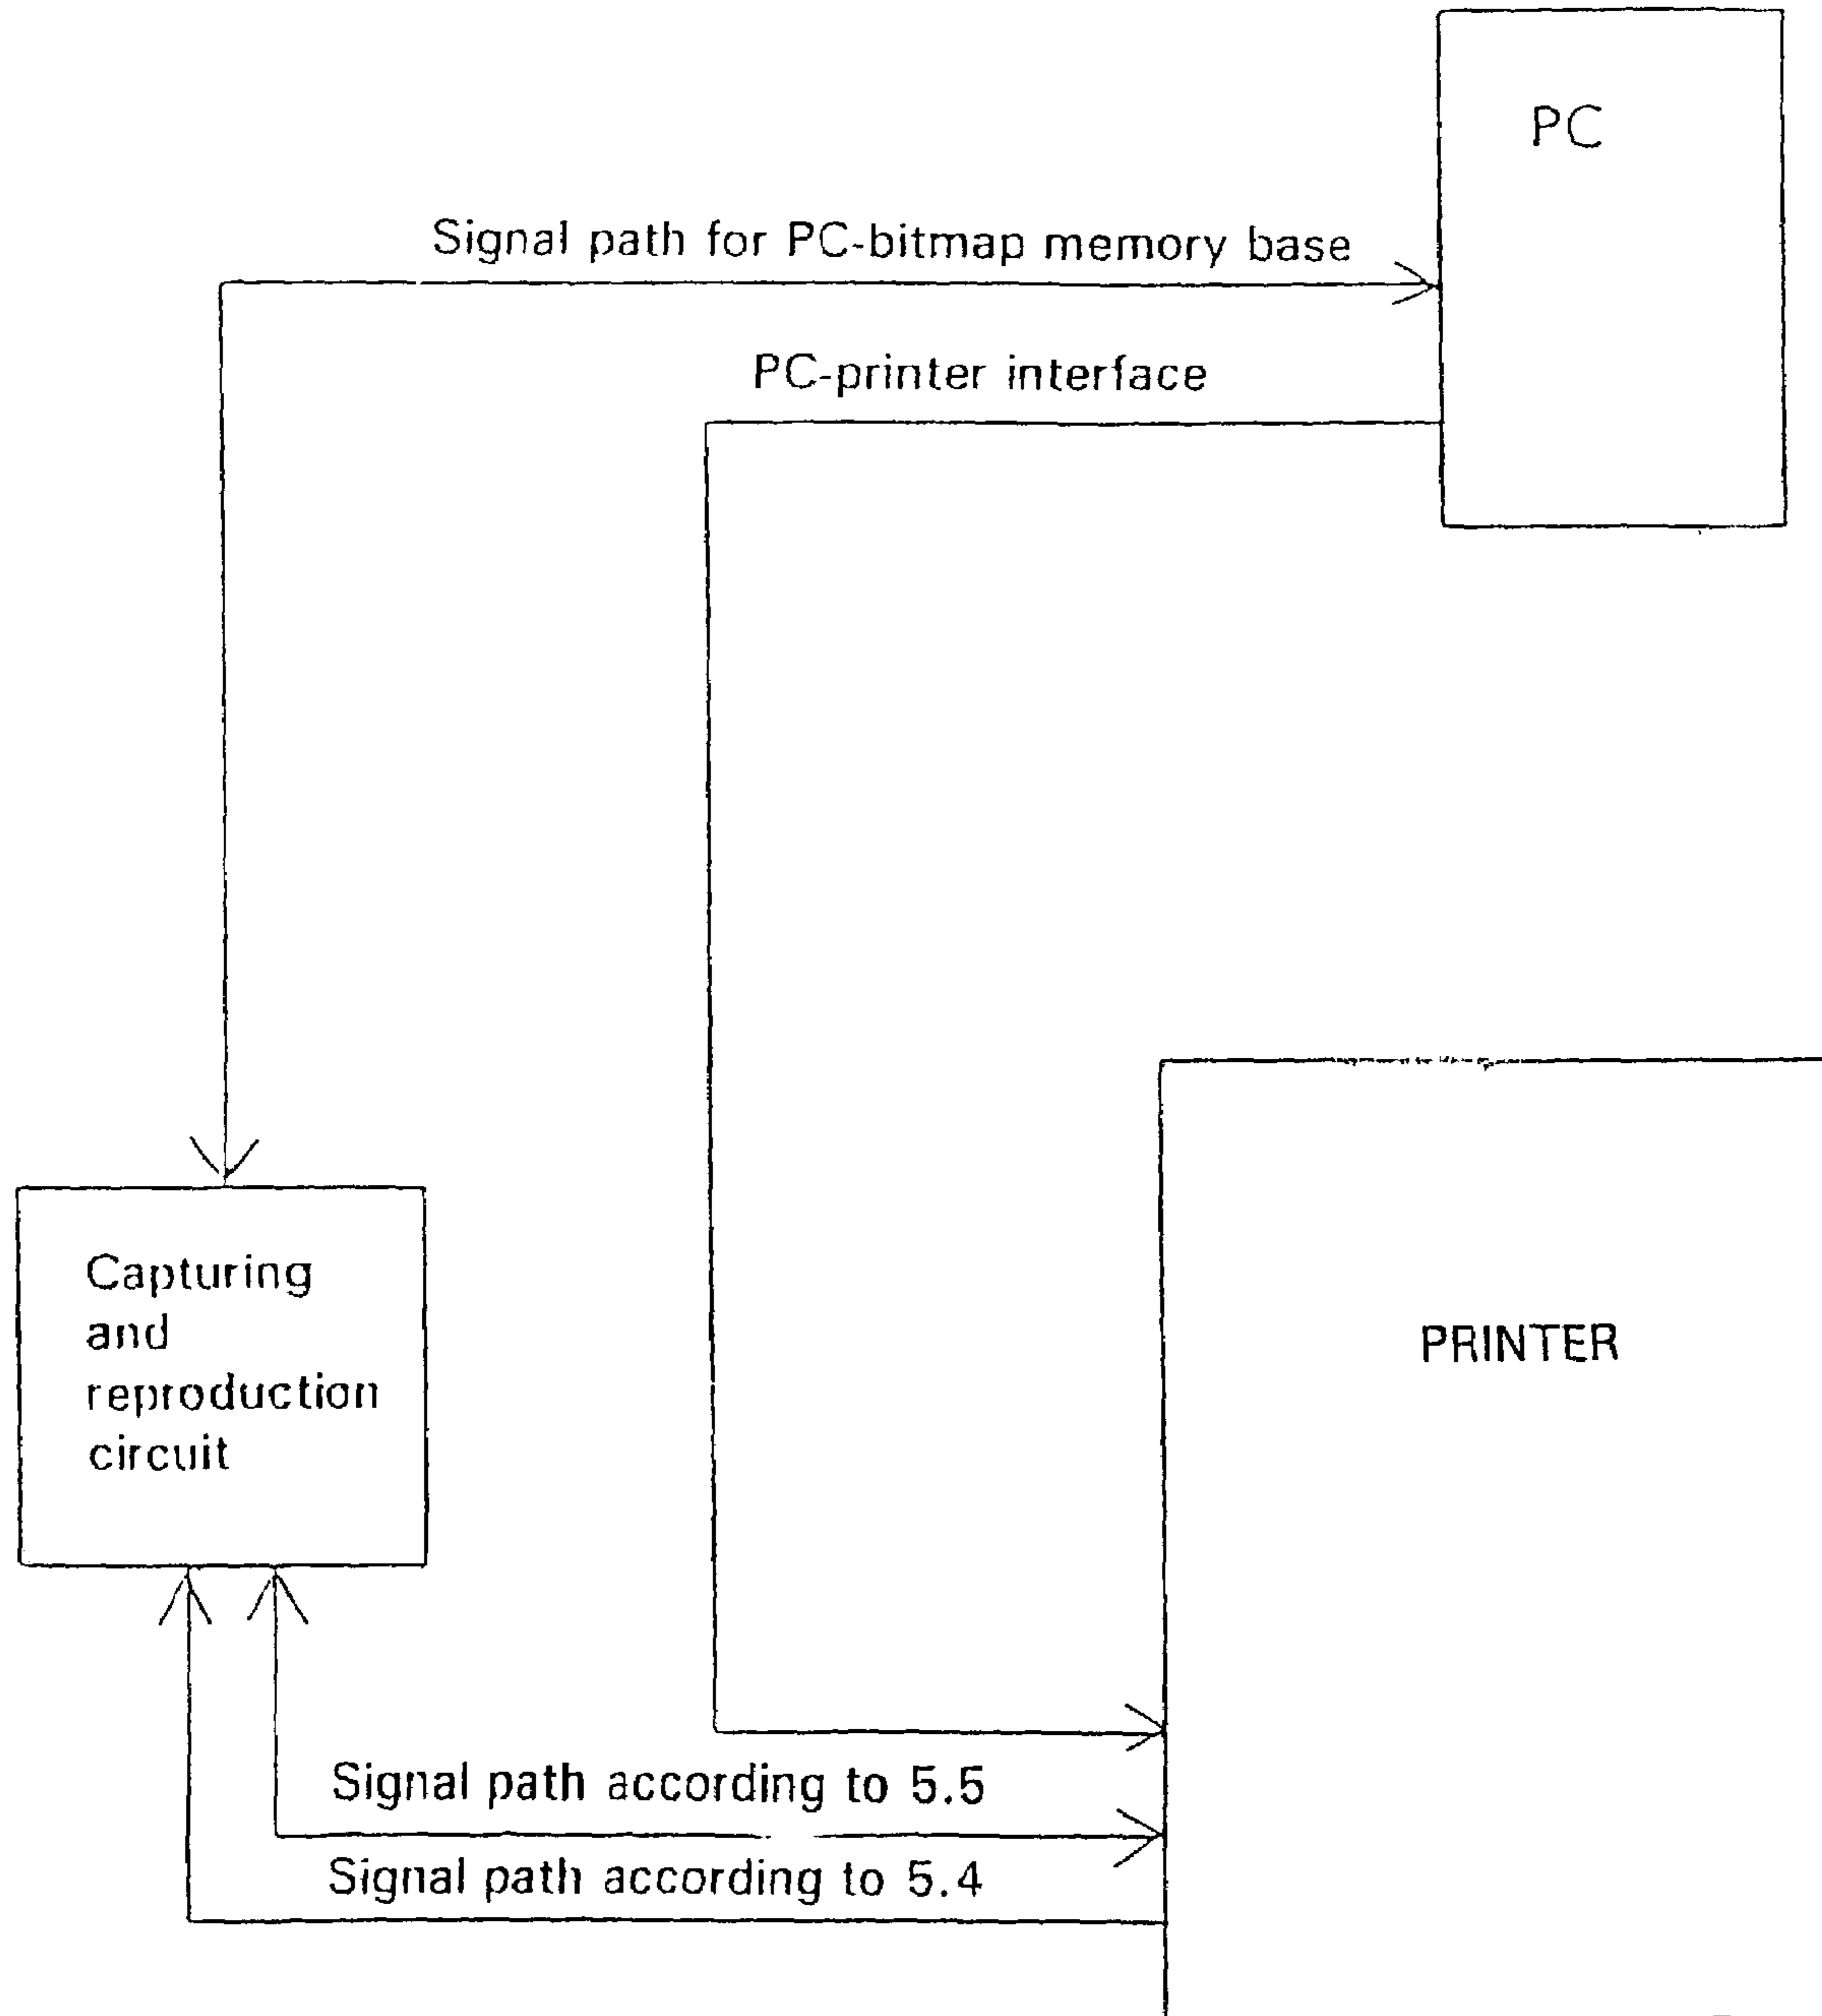 PC
Signal path for PC-bitmap memory base
PC-printer interface
Capturing
and
reproduction
circuit
PRINTER
Signal path according to 5.5
Signal path according to 5.4